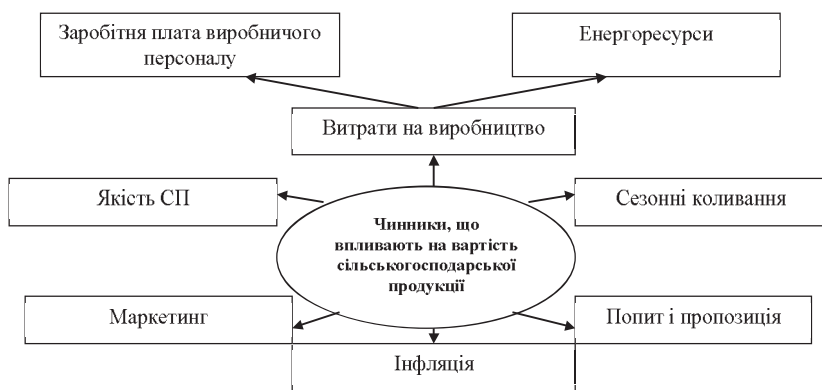 Заробітня плата виробничого
персоналу
Енергоресурси
Витрати на виробництво
Якість СП
Сезонні коливання
Чинники, що
впливають на вартість
сільськогосподарської
продукції
Маркетинг
Попит і пропозиція
Інфляція